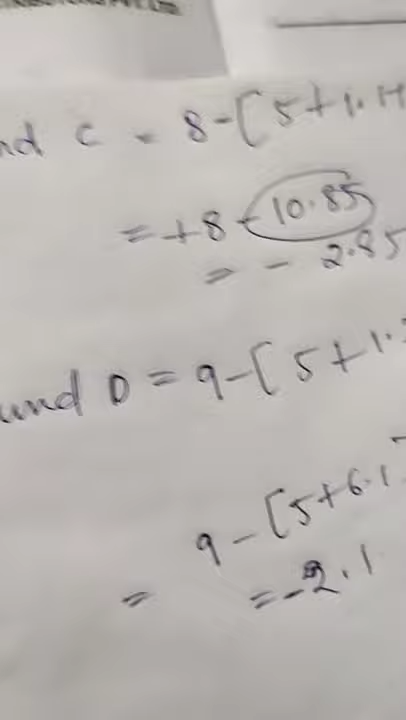 nd C = 8-[5+1.1
= +8 - 10.85
= - 2.85
und D = 9-[5+1.
9-[5+6.1
= =-2.1